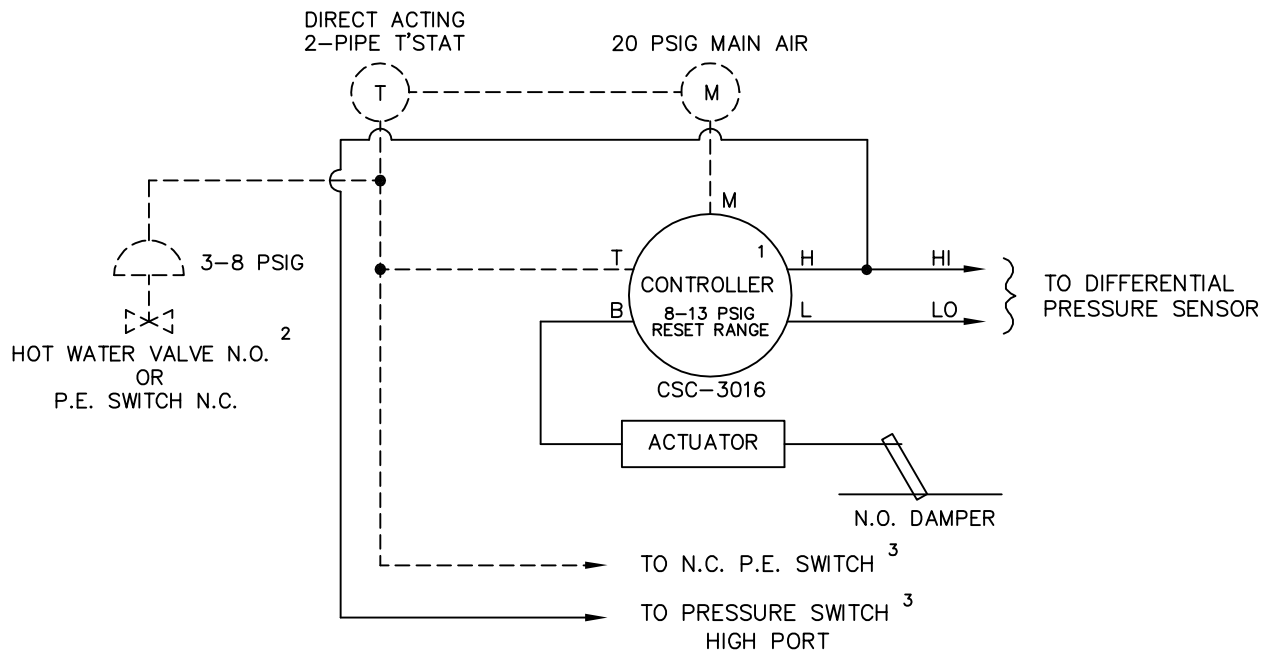 DIRECT ACTING
2-PIPE T'STAT
20 PSIG MAIN AIR
T
M
M
3-8 PSIG
T
1
H
HI
CONTROLLER
TO DIFFERENTIAL
PRESSURE SENSOR
B
8-13 PSIG
RESET RANGE
L
LO
HOT WATER VALVE N.O. 2
OR
P.E. SWITCH N.C.
CSC-3016
ACTUATOR
N.O. DAMPER
TO N.C. P.E. SWITCH 3
TO PRESSURE SWITCH 3
HIGH PORT